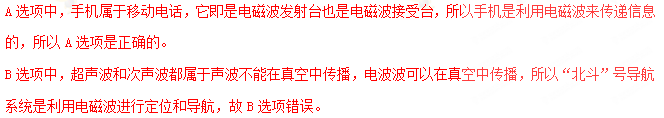 A 选项中，手机属于移动电话，它即是电磁波发射台也是电磁波接受台，所以手机是利用电磁波来传递信息
的，所以 A 选项是正确的。
B 选项中，超声波和次声波都属于声波不能在真空中传播，电波波可以在真空中传播，所以“北斗”号导航
系统是利用电磁波进行定位和导航，故 B 选项错误。